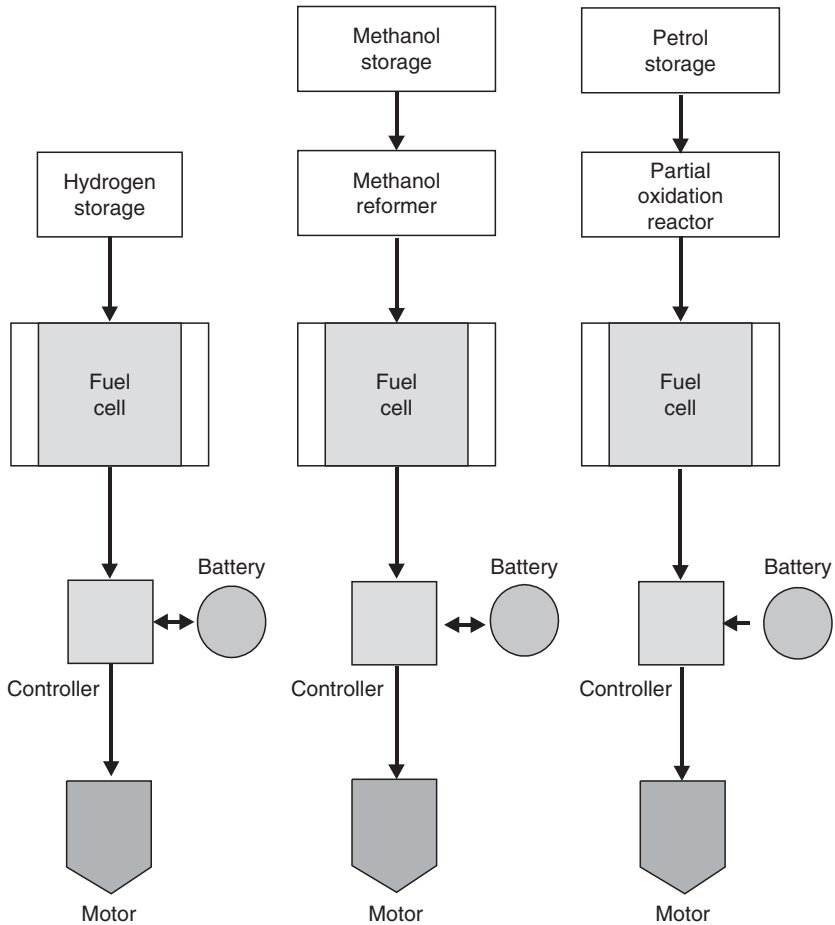 Methanol
storage
Petrol
storage
Hydrogen
storage
Methanol
reformer
Partial
oxidation
reactor
Fuel
cell
Fuel
cell
Fuel
cell
Battery
Battery
Battery
Controller
Controller
Controller
Motor
Motor
Motor